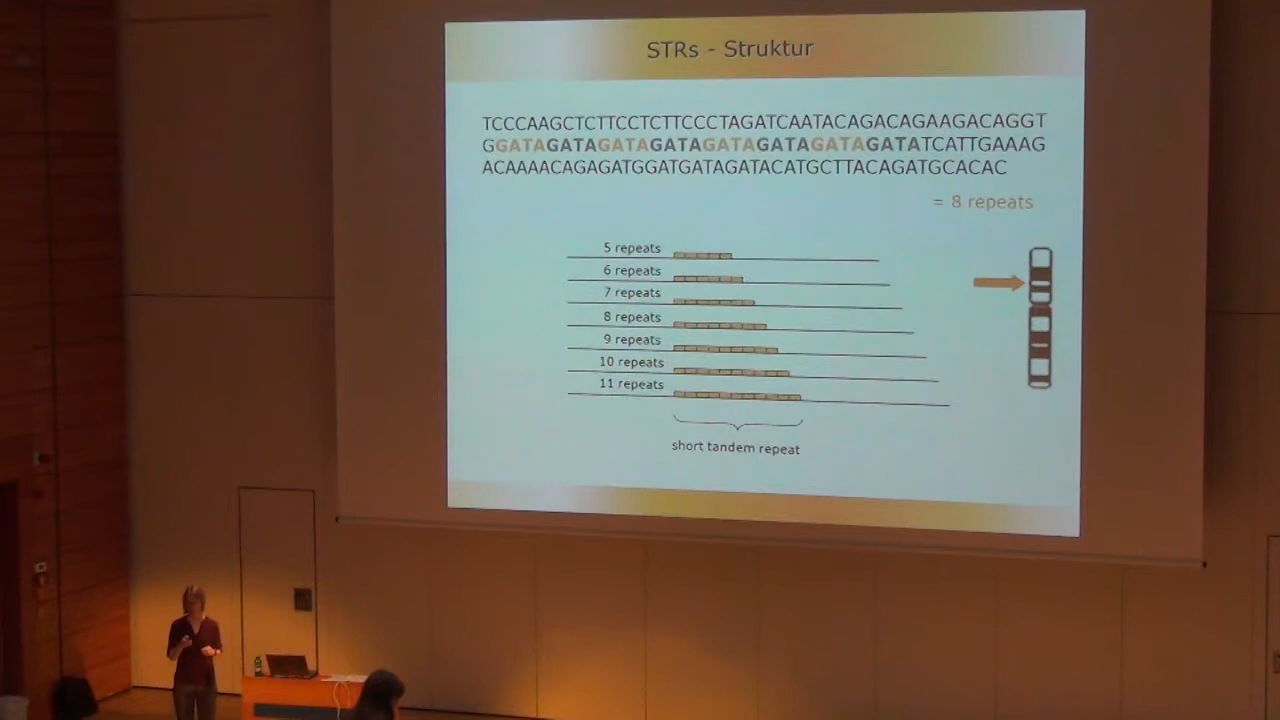 STRs - Struktur
TCCCAAGCTCTTCCTCTTCCCTAGATCAATACAGACAGAAGACAGGT
GGATAGATAGATAGATAGATAGATAGATAGATATCATTGAAAG
ACAAAACAGAGATGGATGATAGATACATGCTTACAGATGCACAC
= 8 repeats
5 repeats
6 repeats
7 repeats
8 repeats
9 repeats
10 repeats
11 repeats
short tandem repeat